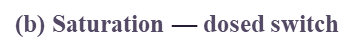 (b) Saturation — dosed switch